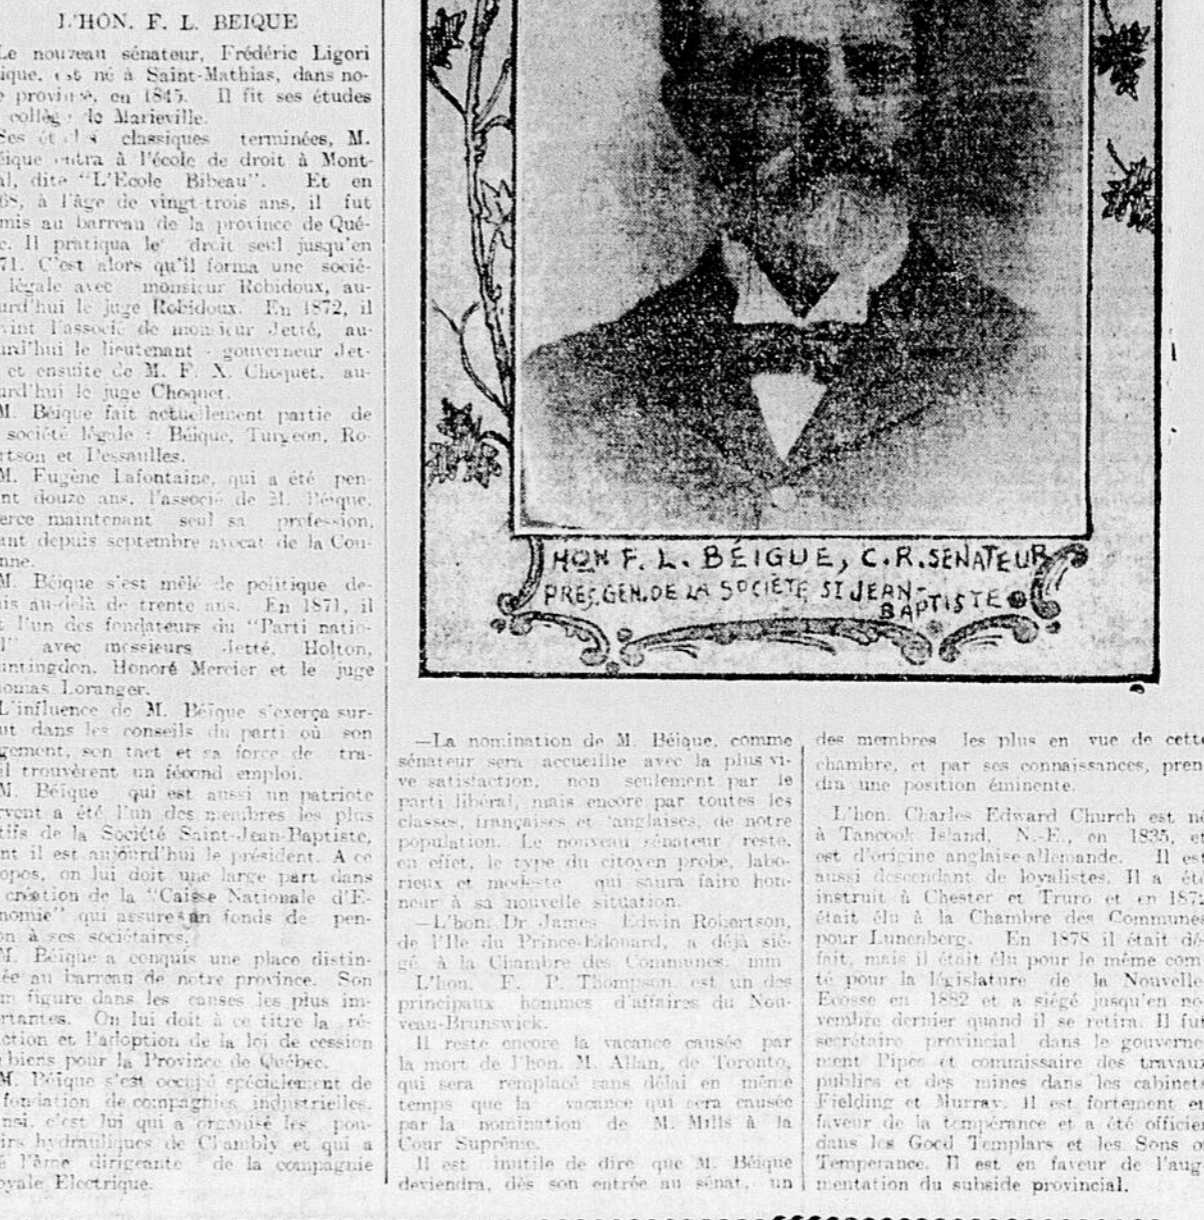 L'HON. F. L. BEIQUE
Le nouveau sénateur, Frédéric Ligori
ique, est né à Saint-Mathias, dans no-
e province, en 1845. Il fit ses études
collège de Marieville.
Ses études classiques terminées, M.
éique entra à l'école de droit à Mont-
al, dite "L'Ecole Bibeau". Et en
68, à l'âge de vingt-trois ans, il fut
mis au barreau de la province de Qué-
c. Il pratiqua le droit seul jusqu'en
71. C'est alors qu'il forma une socié-
légale avec monsieur Robidoux, au-
urd'hui le juge Robidoux. En 1872, il
vint l'associé de monsieur Jetté, au-
urd'hui le lieutenant-gouverneur Jet-
et ensuite de M. F. X. Choquet, au-
urd'hui le juge Choquet.
M. Béique fait actuellement partie de
société légale : Béique, Turgeon, Ro-
rtson et Dessaulles.
M. Eugène Lafontaine, qui a été pen-
nt douze ans, l'associé de M. Béique,
erce maintenant seul sa profession,
ant depuis septembre avocat de la Cou-
nne.
M. Béique s'est mêlé de politique de-
is au-delà de trente ans. En 1871, il
t l'un des fondateurs du "Parti natio-
l" avec messieurs Jetté, Holton,
untingdon, Honoré Mercier et le juge
homas Loranger.
L'influence de M. Béique s'exerça sur-
ut dans les conseils du parti où son
gement, son tact et sa force de tra-
il trouvèrent un fécond emploi.
M. Béique qui est aussi un patriote
rvent a été l'un des membres les plus
tifs de la Société Saint-Jean-Baptiste,
nt il est aujourd'hui le président. A ce
opos, on lui doit une large part dans
création de la "Caisse Nationale d'E-
nomie" qui assure un fonds de pen-
on à ses sociétaires.
M. Béique a conquis une place distin-
ée au barreau de notre province. Son
m figure dans les causes les plus im-
rtantes. On lui doit à ce titre la ré-
ction et l'adoption de la loi de cession
biens pour la Province de Québec.
M. Béique s'est occupé spécialement de
fondation de compagnies industrielles.
nsi, c'est lui qui a organisé les pou-
irs hydrauliques de Chambly et qui a
é l'âme dirigeante de la compagnie
oyale Electrique.
HON F. L. BÉIGUE, C.R. SENATEUR
PRÉS. GEN. DE LA SOCIÉTÉ ST JEAN-
BAPTISTE
—La nomination de M. Béique, comme
sénateur sera accueillie avec la plus vi-
ve satisfaction, non seulement par le
parti libéral, mais encore par toutes les
classes, françaises et anglaises, de notre
population. Le nouveau sénateur reste,
en effet, le type du citoyen probe, labo-
rieux et modeste qui saura faire hon-
neur à sa nouvelle situation.
—L'hon. Dr James Edwin Robertson,
de l'Ile du Prince-Edouard, a déjà sié-
gé à la Chambre des Communes. mm
L'hon. F. P. Thompson est un des
principaux hommes d'affaires du Nou-
veau-Brunswick.
Il reste encore la vacance causée par
la mort de l'hon. M. Allan, de Toronto,
qui sera remplacé sans délai en même
temps que la vacance qui sera causée
par la nomination de M. Mills à la
Cour Suprême.
Il est inutile de dire que M. Béique
deviendra, dès son entrée au sénat, un
des membres les plus en vue de cette
chambre, et par ses connaissances, pren
dra une position éminente.
L'hon. Charles Edward Church est né
à Tancook Island, N.-E., en 1835, et
est d'origine anglaise-allemande. Il est
aussi descendant de loyalistes. Il a été
instruit à Chester et Truro et en 1872
était élu à la Chambre des Communes
pour Lunenberg. En 1878 il était dé-
fait, mais il était élu pour le même com
té pour la législature de la Nouvelle-
Ecosse en 1882 et a siégé jusqu'en no-
vembre dernier quand il se retira. Il fut
secrétaire provincial dans le gouverne-
ment Pipes et commissaire des travaux
publics et des mines dans les cabinets
Fielding et Murray. Il est fortement en
faveur de la tempérance et a été officier
dans les Good Templars et les Sons of
Temperance. Il est en faveur de l'aug
mentation du subside provincial.